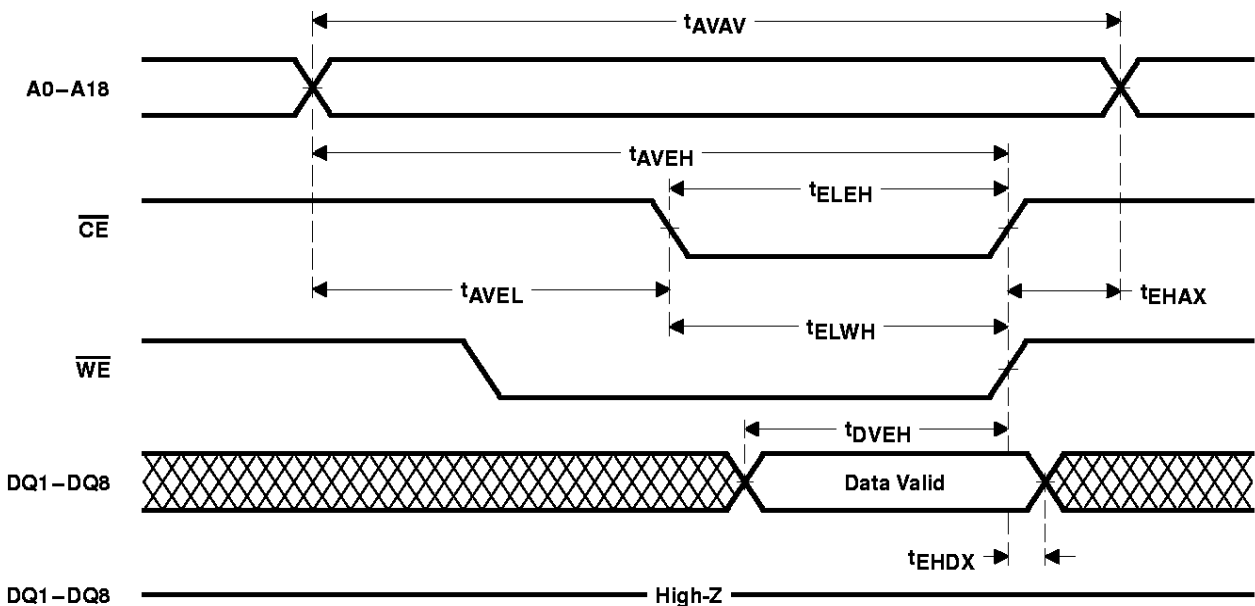 tAVAV
A0–A18
tAVEH
tELEH
CE
tAVEL
tEHAX
tELWH
WE
tDVEH
DQ1–DQ8
Data Valid
tEHDX
DQ1–DQ8
High-Z